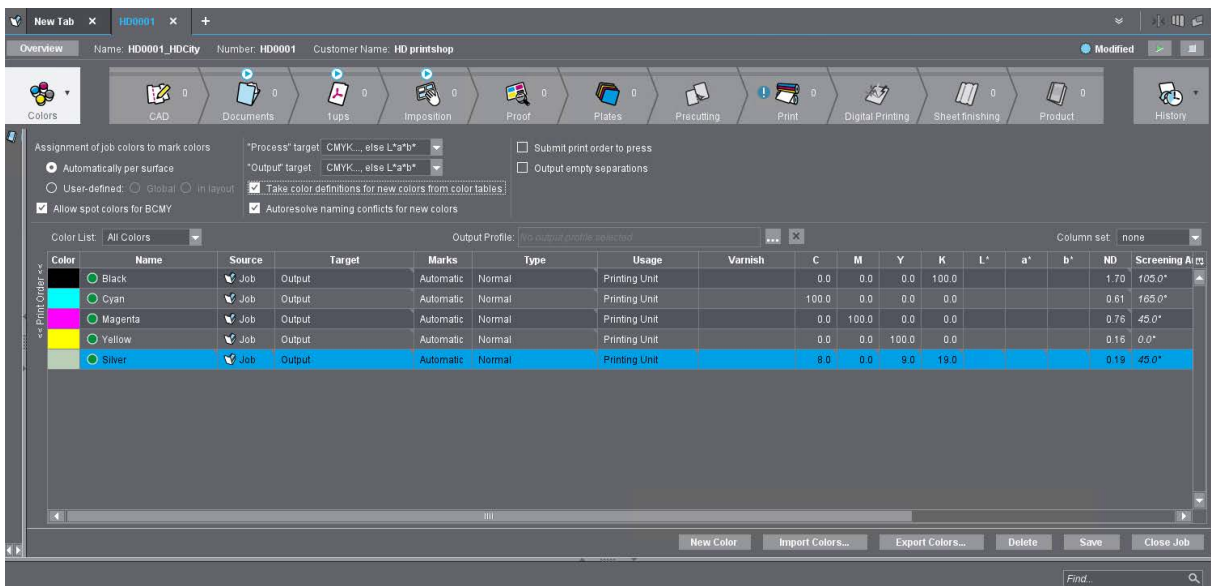 New Tab × HD0001 × +
Overview Name: HD0001_HDCity Number: HD0001 Customer Name: HD printshop Modified
Colors CAD 0 Documents 0 1ups 0 Imposition 0 Proof 0 Plates 0 Precutting Print 0 Digital Printing Sheet finishing 0 Product 0 History
Assignment of job colors to mark colors "Process" target CMYK..., else L*a*b* Submit print order to press
Automatically per surface "Output" target CMYK..., else L*a*b* Output empty separations
User-defined: Global in layout Take color definitions for new colors from color tables
Allow spot colors for BCMY Autoresolve naming conflicts for new colors
Color List: All Colors Output Profile: No output profile selected ... × Column set: none
<< Print Order <<
Color Name Source Target Marks Type Usage Varnish C M Y K L* a* b* ND Screening An
Black Job Output Automatic Normal Printing Unit 0.0 0.0 0.0 100.0 1.70 105.0°
Cyan Job Output Automatic Normal Printing Unit 100.0 0.0 0.0 0.0 0.61 165.0°
Magenta Job Output Automatic Normal Printing Unit 0.0 100.0 0.0 0.0 0.76 45.0°
Yellow Job Output Automatic Normal Printing Unit 0.0 0.0 100.0 0.0 0.16 0.0°
Silver Job Output Automatic Normal Printing Unit 8.0 0.0 9.0 19.0 0.19 45.0°
New Color Import Colors... Export Colors... Delete Save Close Job
Find...